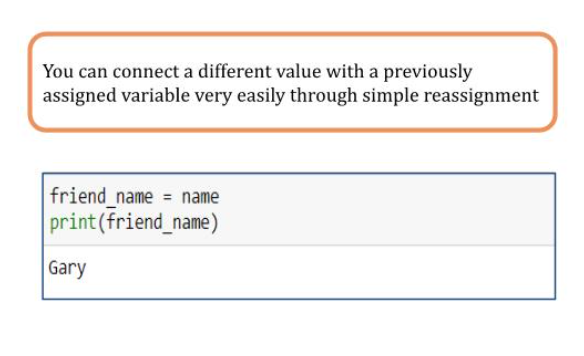 You can connect a different value with a previously
assigned variable very easily through simple reassignment
friend_name = name
print(friend_name)
Gary